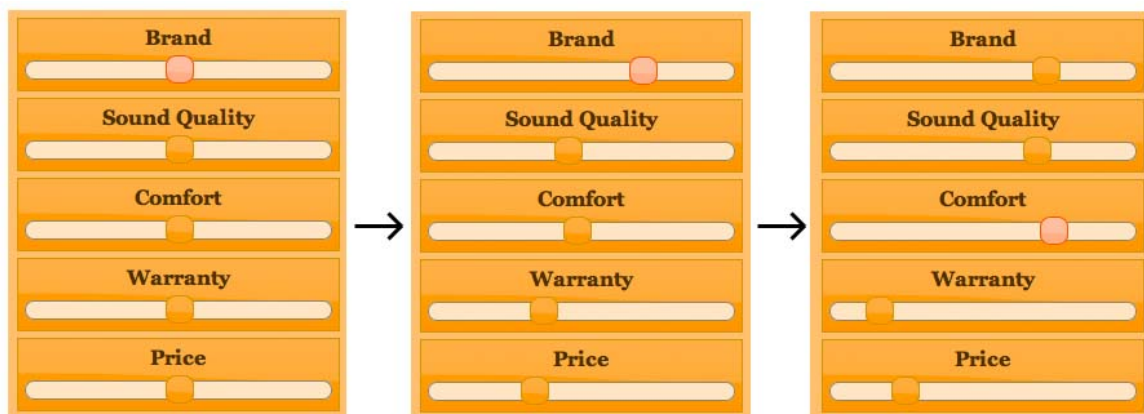 Brand
Sound Quality
Comfort
Warranty
Price
Brand
Sound Quality
Comfort
Warranty
Price
Brand
Sound Quality
Comfort
Warranty
Price